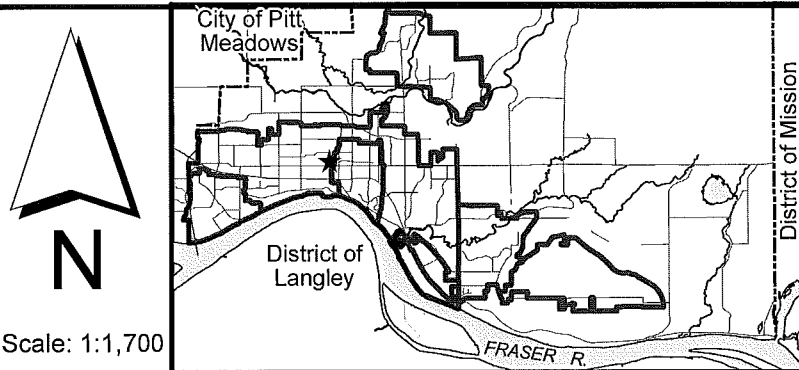 City of Pitt
Meadows
N
District of
Langley
District of Mission
Scale: 1:1,700
FRASER R.